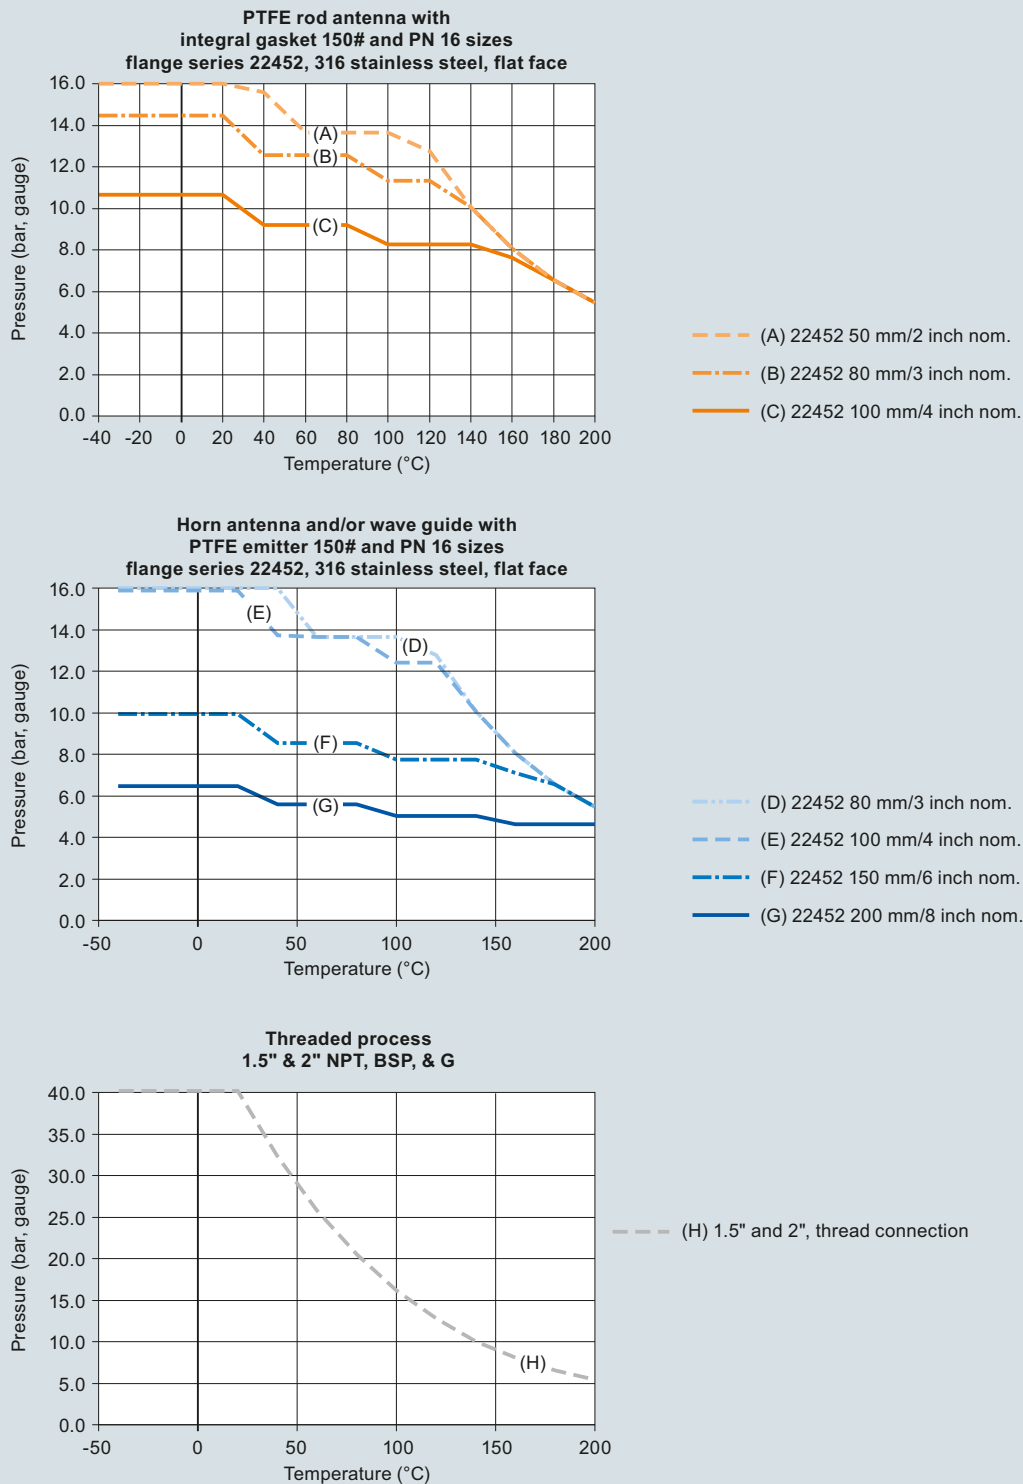 PTFE rod antenna with
integral gasket 150# and PN 16 sizes
flange series 22452, 316 stainless steel, flat face
Pressure (bar, gauge)
16.0
14.0
12.0
10.0
8.0
6.0
4.0
2.0
0.0
(A)
(B)
(C)
-40 -20 0 20 40 60 80 100 120 140 160 180 200
Temperature (°C)
(A) 22452 50 mm/2 inch nom.
(B) 22452 80 mm/3 inch nom.
(C) 22452 100 mm/4 inch nom.
Horn antenna and/or wave guide with
PTFE emitter 150# and PN 16 sizes
flange series 22452, 316 stainless steel, flat face
Pressure (bar, gauge)
16.0
14.0
12.0
10.0
8.0
6.0
4.0
2.0
0.0
(E)
(D)
(F)
(G)
-50 0 50 100 150 200
Temperature (°C)
(D) 22452 80 mm/3 inch nom.
(E) 22452 100 mm/4 inch nom.
(F) 22452 150 mm/6 inch nom.
(G) 22452 200 mm/8 inch nom.
Threaded process
1.5" & 2" NPT, BSP, & G
Pressure (bar, gauge)
40.0
35.0
30.0
25.0
20.0
15.0
10.0
5.0
0.0
(H)
-50 0 50 100 150 200
Temperature (°C)
(H) 1.5" and 2", thread connection